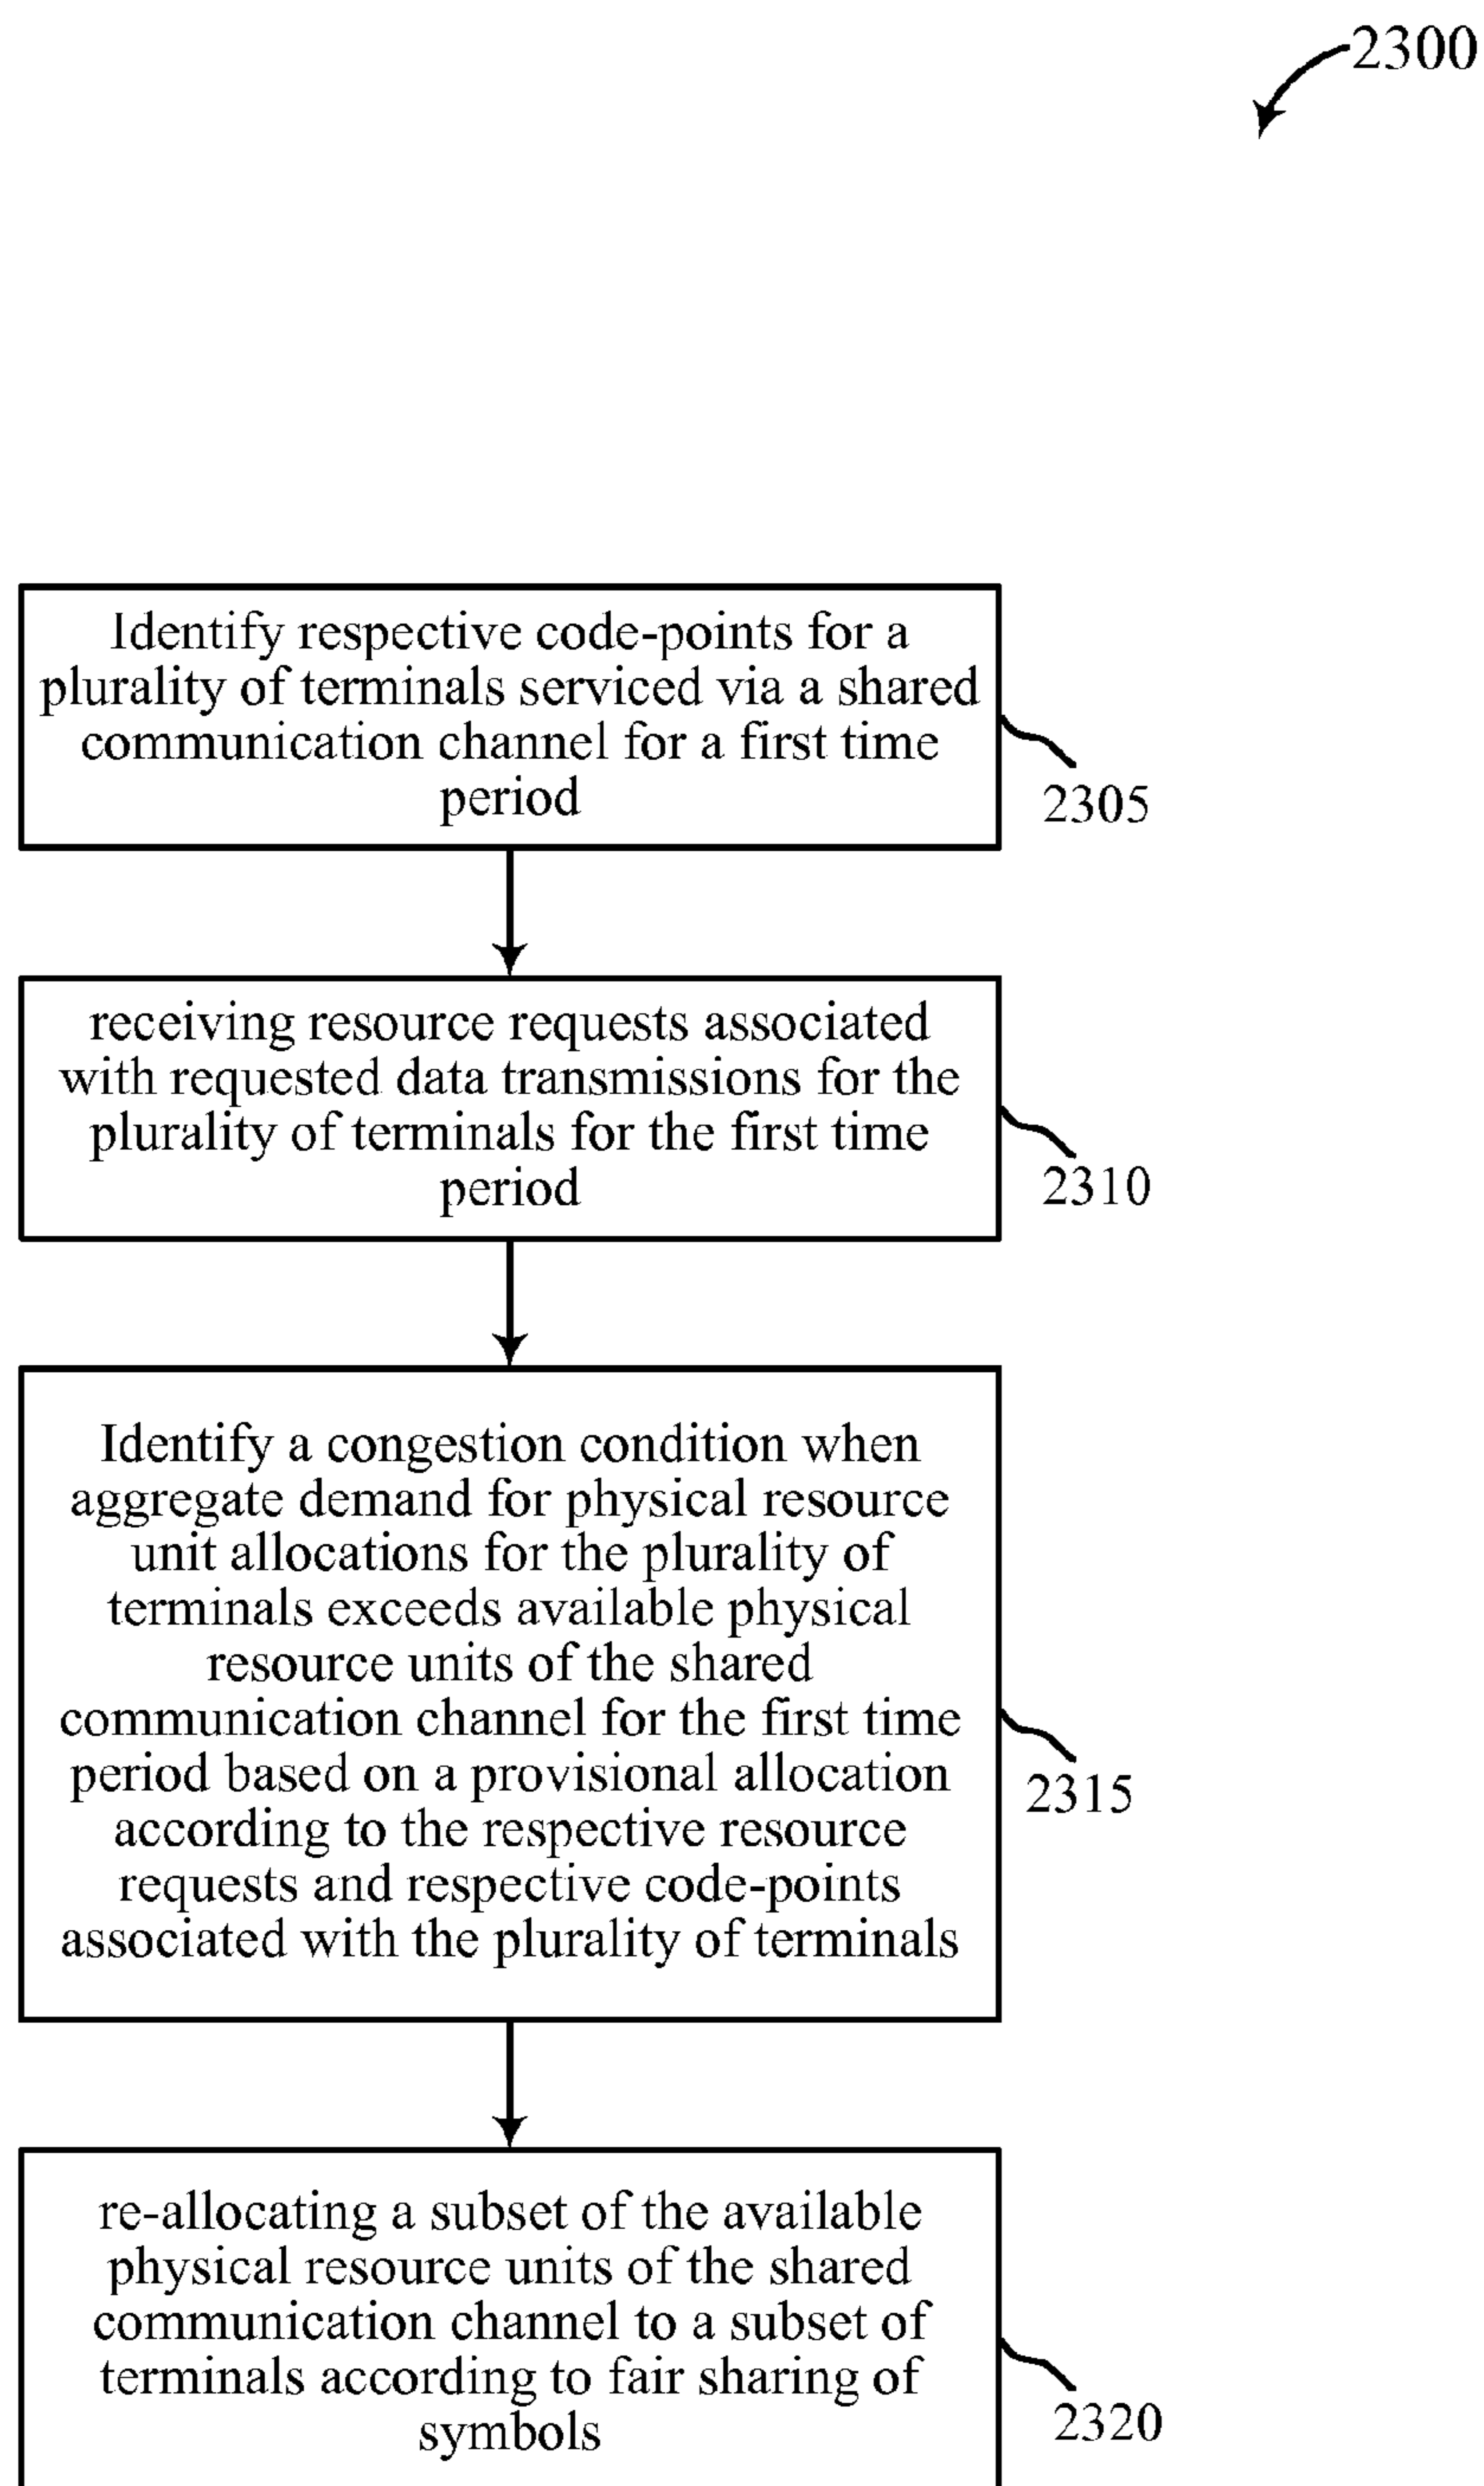 2300
Identify respective code-points for a
plurality of terminals serviced via a shared
communication channel for a first time
period
2305
receiving resource requests associated
with requested data transmissions for the
plurality of terminals for the first time
period
2310
Identify a congestion condition when
aggregate demand for physical resource
unit allocations for the plurality of
terminals exceeds available physical
resource units of the shared
communication channel for the first time
period based on a provisional allocation
according to the respective resource
requests and respective code-points
associated with the plurality of terminals
2315
re-allocating a subset of the available
physical resource units of the shared
communication channel to a subset of
terminals according to fair sharing of
symbols
2320